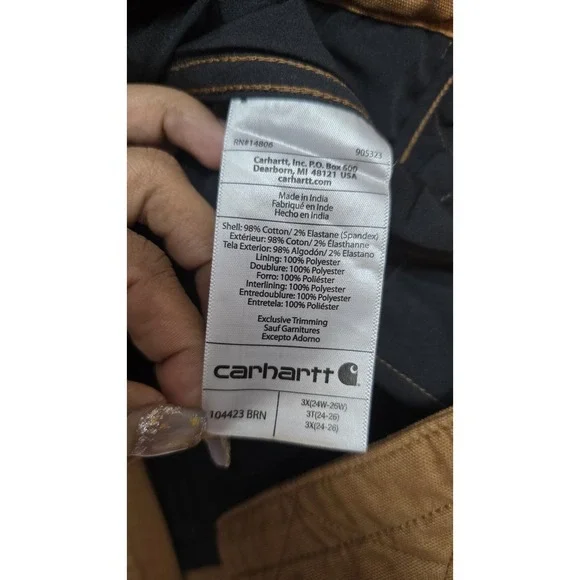 RN#14806 905323
Carhartt, Inc. P.O. Box 600
Dearborn, MI 48121 USA
carhartt.com
Made in India
Fabriqué en Inde
Hecho en India
Shell: 98% Cotton/ 2% Elastane (Spandex)
Extérieur: 98% Coton/ 2% Élasthanne
Tela Exterior: 98% Algodón/ 2% Elastano
Lining: 100% Polyester
Doublure: 100% Polyester
Forro: 100% Poliéster
Interlining: 100% Polyester
Entredoublure: 100% Polyester
Entretela: 100% Poliéster
Exclusive Trimming
Sauf Garnitures
Excepto Adorno
carhartt
104423 BRN
3X(24W-26W)
3T(24-26)
3X(24-26)